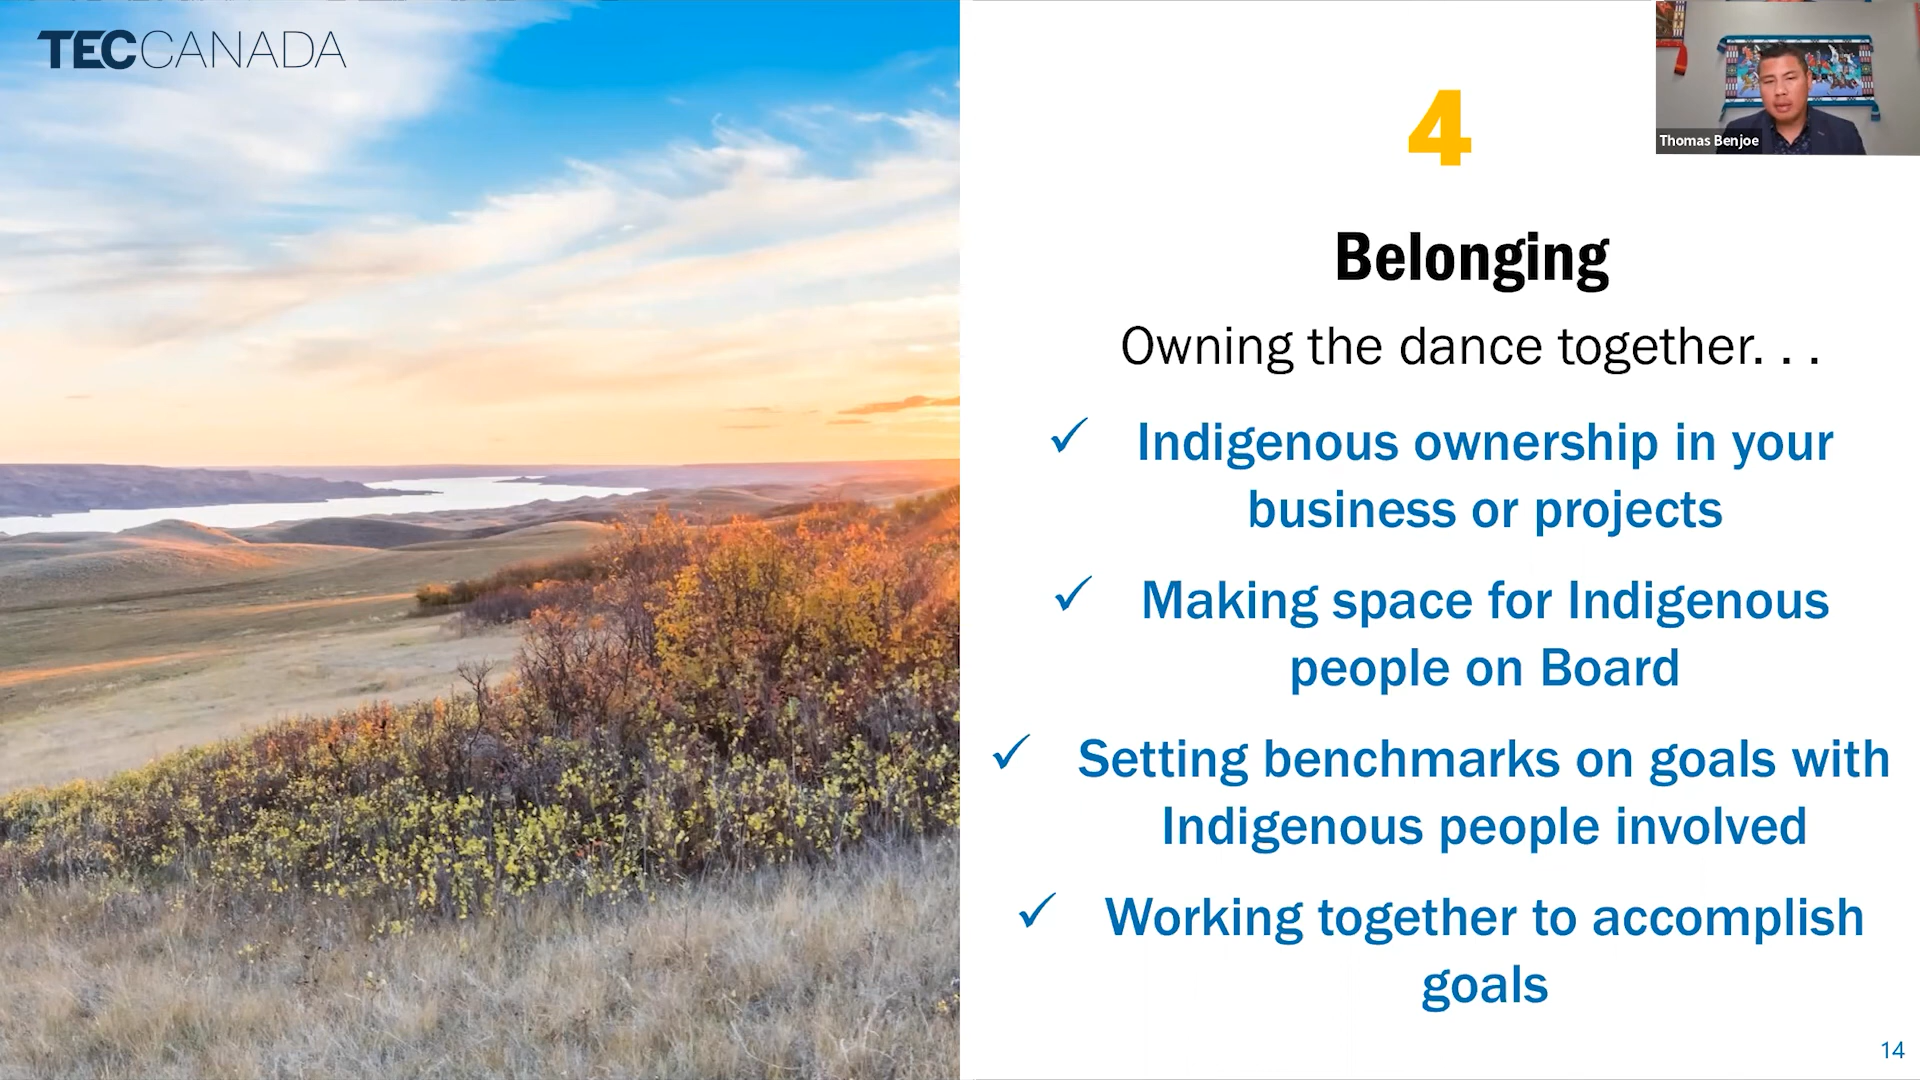 TECCANADA
4
Thomas Benjoe
Belonging
Owning the dance together. . .
✓ Indigenous ownership in your
business or projects
✓ Making space for Indigenous
people on Board
✓ Setting benchmarks on goals with
Indigenous people involved
✓ Working together to accomplish
goals
14